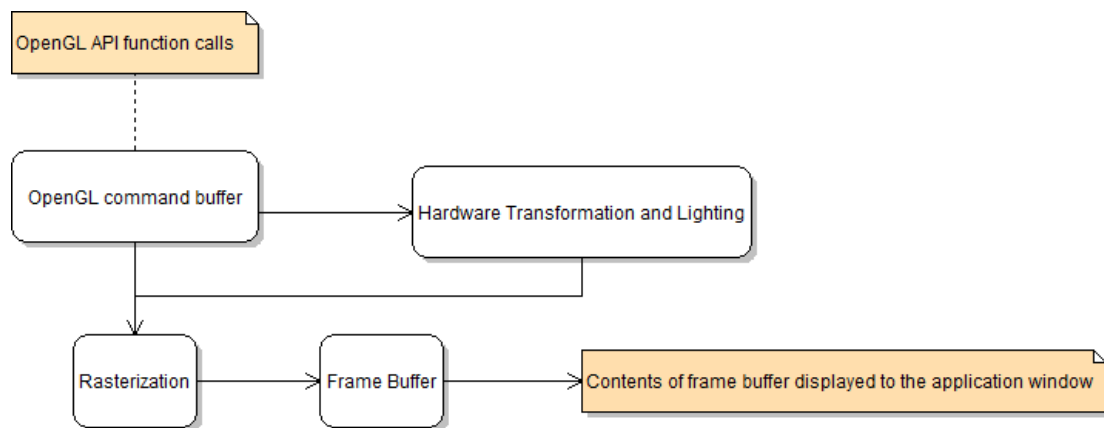 OpenGL API function calls
OpenGL command buffer
Hardware Transformation and Lighting
Rasterization
Frame Buffer
Contents of frame buffer displayed to the application window